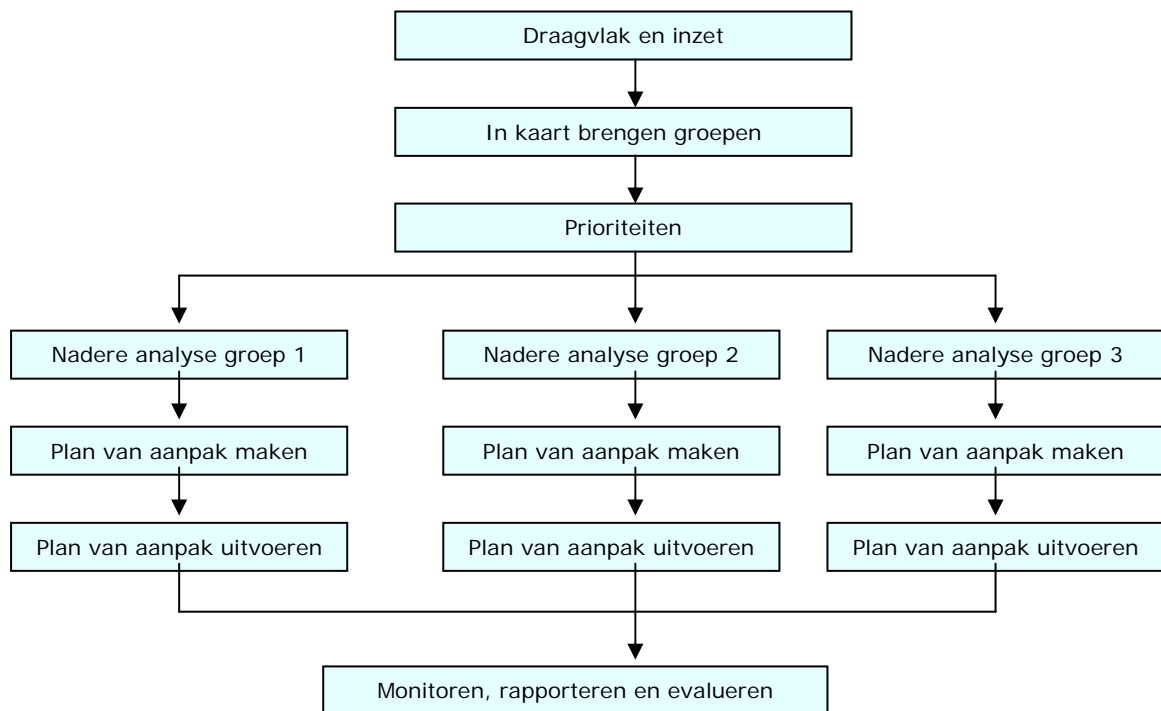 Draagvlak en inzet
In kaart brengen groepen
Prioriteiten
Nadere analyse groep 1
Nadere analyse groep 2
Nadere analyse groep 3
Plan van aanpak maken
Plan van aanpak maken
Plan van aanpak maken
Plan van aanpak uitvoeren
Plan van aanpak uitvoeren
Plan van aanpak uitvoeren
Monitoren, rapporteren en evalueren